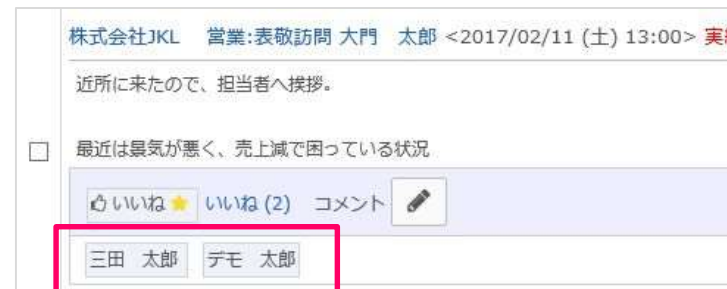 株式会社JKL　営業:表敬訪問 大門　太郎 <2017/02/11 (土) 13:00> 実
近所に来たので、担当者へ挨拶。
最近は景気が悪く、売上減で困っている状況
いいね いいね (2) コメント
三田　太郎 デモ　太郎